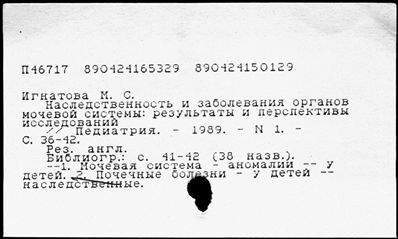 П46717 890424165329 890424150129
Игнатова М. С.
Наследственность и заболевания органов
мочевой системы: результаты и перспективы
исследований
// Педиатрия. - 1989. - N 1. -
С. 36-42.
Рез. англ.
Библиогр.: с. 41-42 (38 назв.).
--1. Мочевая система - аномалии -- у
детей. 2. Почечные болезни - у детей --
наследственные.